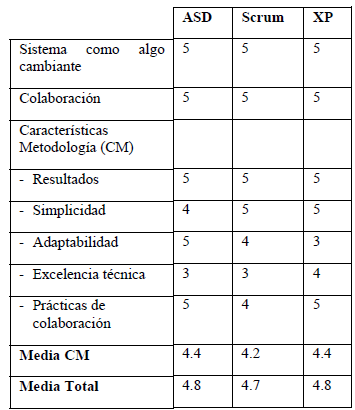 ASD Scrum XP
Sistema como algo 5 5 5
cambiante
Colaboración 5 5 5
Características
Metodología (CM)
- Resultados 5 5 5
- Simplicidad 4 5 5
- Adaptabilidad 5 4 3
- Excelencia técnica 3 3 4
- Prácticas de 5 4 5
colaboración
Media CM 4.4 4.2 4.4
Media Total 4.8 4.7 4.8